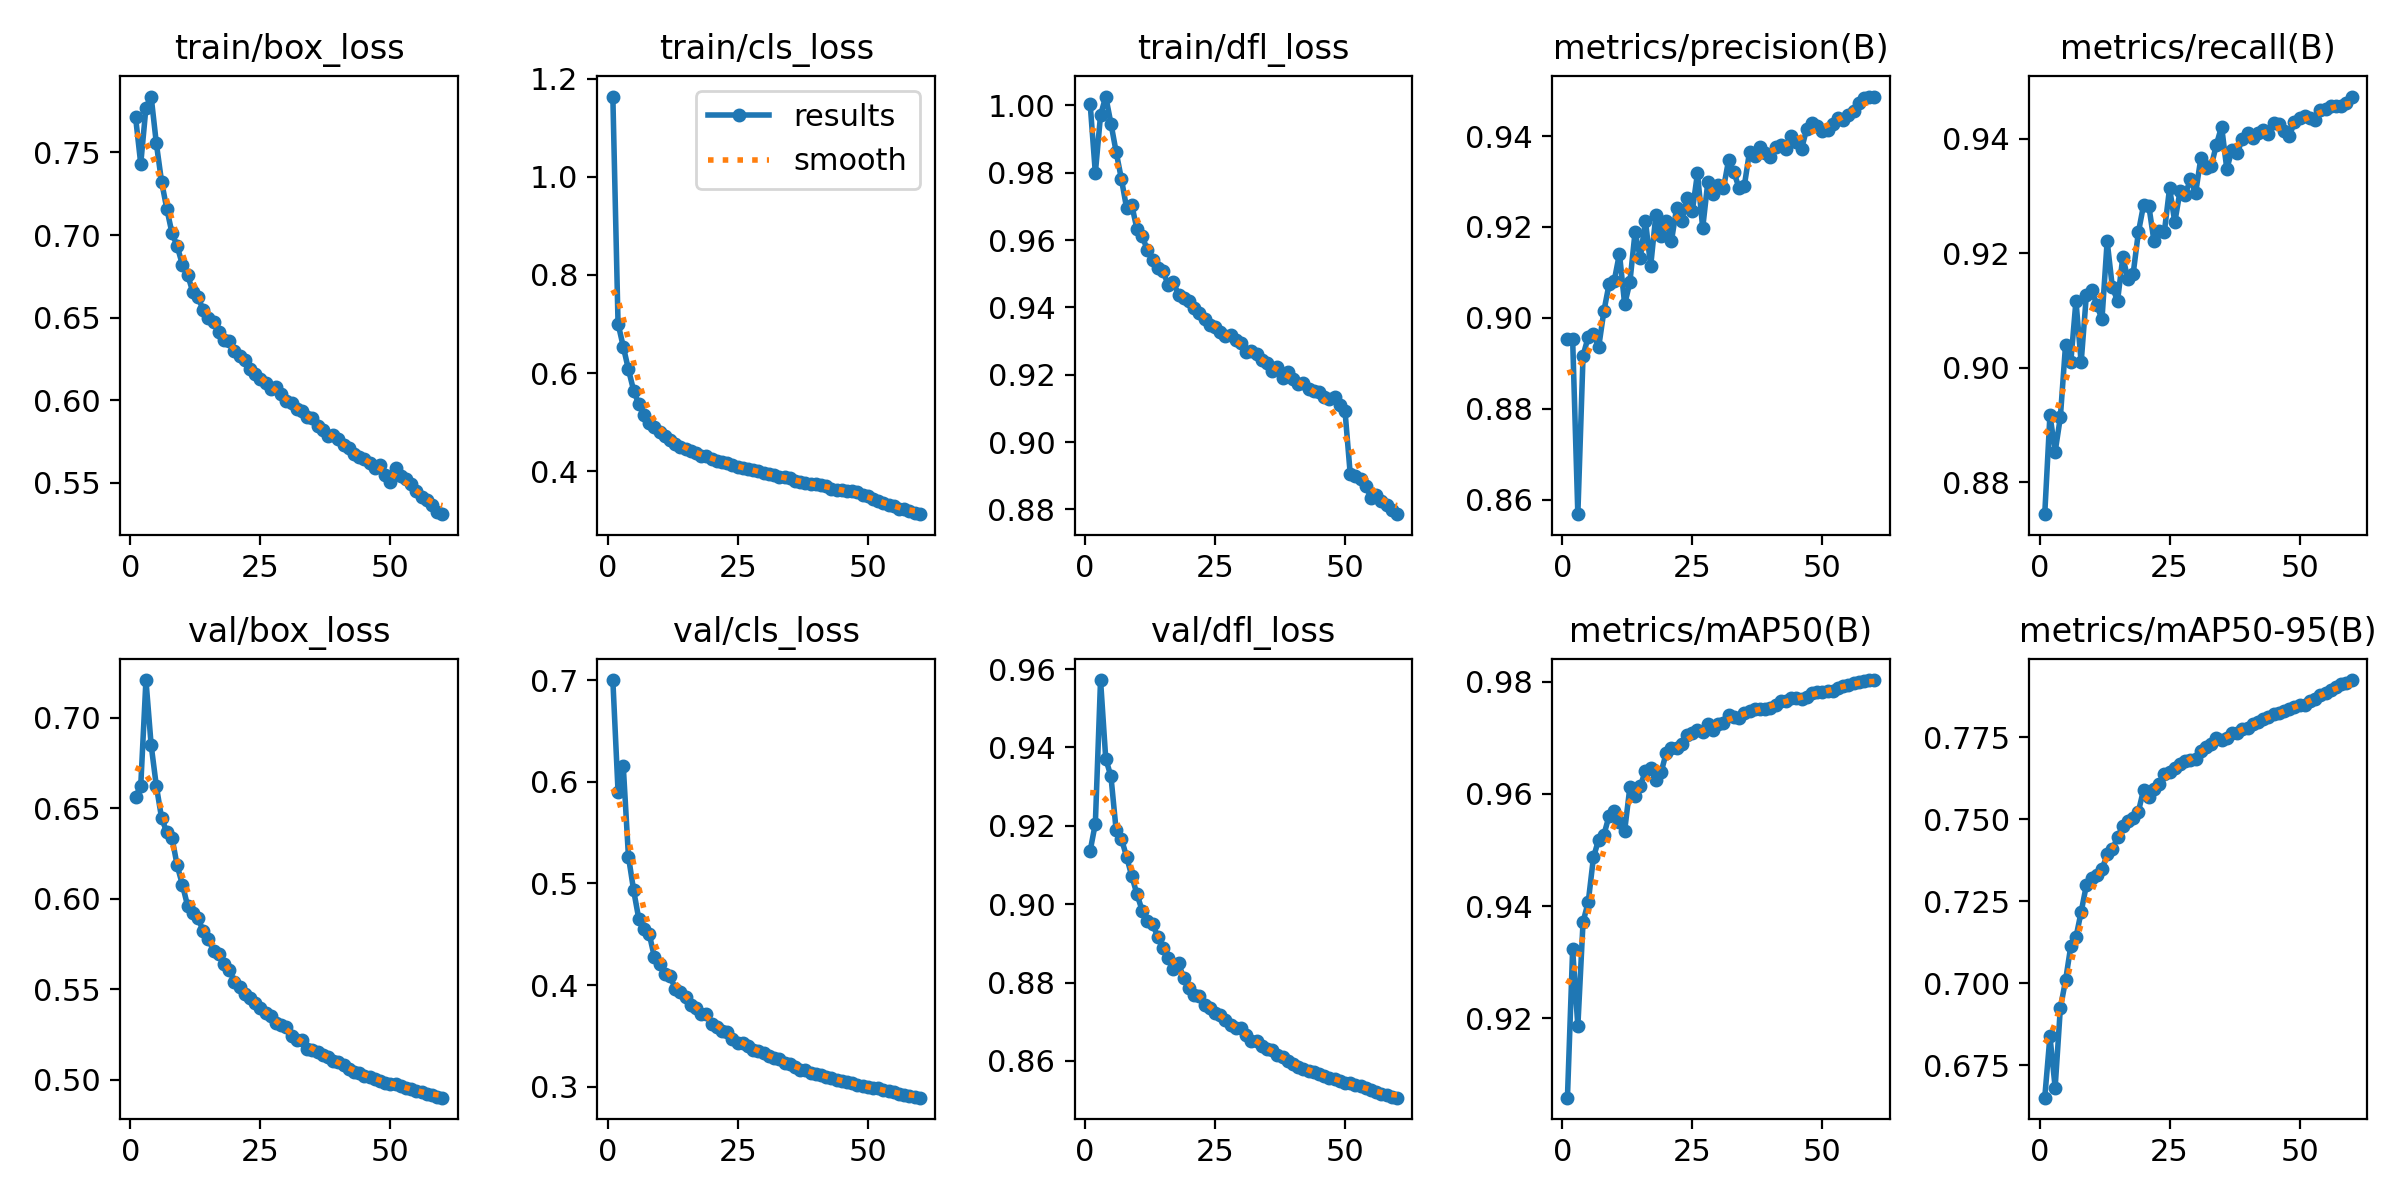 train/box_loss
0.75
0.70
0.65
0.60
0.55
0 25 50
train/cls_loss
1.2
1.0
0.8
0.6
0.4
results
smooth
0 25 50
train/dfl_loss
1.00
0.98
0.96
0.94
0.92
0.90
0.88
0 25 50
metrics/precision(B)
0.94
0.92
0.90
0.88
0.86
0 25 50
metrics/recall(B)
0.94
0.92
0.90
0.88
0 25 50
val/box_loss
0.70
0.65
0.60
0.55
0.50
0 25 50
val/cls_loss
0.7
0.6
0.5
0.4
0.3
0 25 50
val/dfl_loss
0.96
0.94
0.92
0.90
0.88
0.86
0 25 50
metrics/mAP50(B)
0.98
0.96
0.94
0.92
0 25 50
metrics/mAP50-95(B)
0.775
0.750
0.725
0.700
0.675
0 25 50